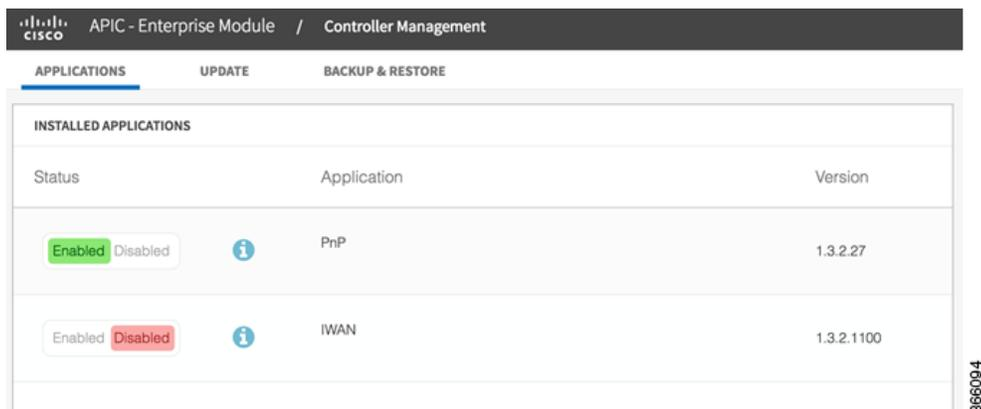 CISCO APIC - Enterprise Module / Controller Management
APPLICATIONS UPDATE BACKUP & RESTORE
INSTALLED APPLICATIONS
Status Application Version
Enabled Disabled i PnP 1.3.2.27
Enabled Disabled i IWAN 1.3.2.1100
366094